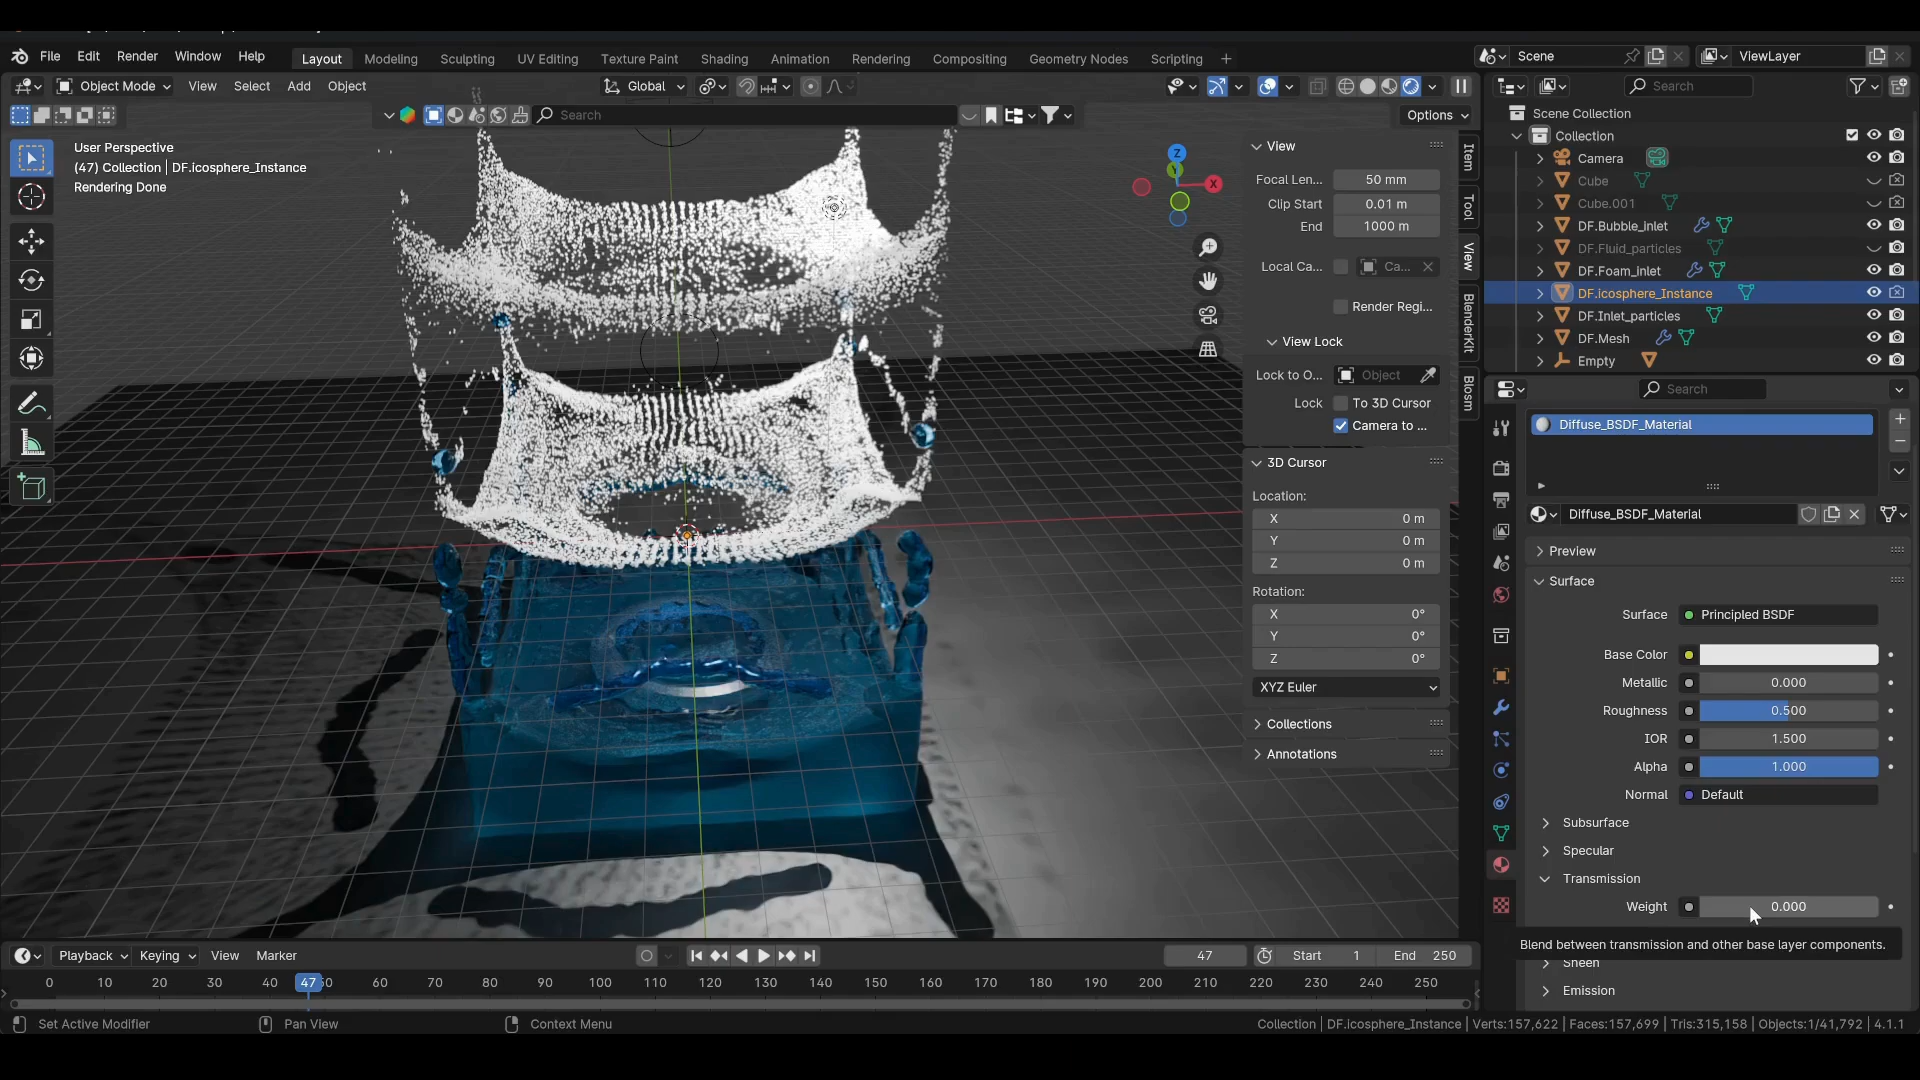 File Edit Render Window Help Layout Modeling Sculpting UV Editing Texture Paint Shading Animation Rendering Compositing Geometry Nodes Scripting + Scene ViewLayer
Object Mode View Select Add Object Global Search
Search Options
User Perspective
(47) Collection | DF.icosphere_Instance
Rendering Done
Z
Y
X
View
Focal Len... 50 mm
Clip Start 0.01 m
End 1000 m
Local Ca... Ca...
Render Regi...
View Lock
Lock to O... Object
Lock To 3D Cursor
Camera to ...
3D Cursor
Location:
X 0 m
Y 0 m
Z 0 m
Rotation:
X 0°
Y 0°
Z 0°
XYZ Euler
Collections
Annotations
Item
Tool
View
BlenderKit
Blosm
Scene Collection
Collection
Camera
Cube
Cube.001
DF.Bubble_inlet
DF.Fluid_particles
DF.Foam_inlet
DF.icosphere_Instance
DF.Inlet_particles
DF.Mesh
Empty
Search
Diffuse_BSDF_Material
Diffuse_BSDF_Material
Preview
Surface
Surface Principled BSDF
Base Color
Metallic 0.000
Roughness 0.500
IOR 1.500
Alpha 1.000
Normal Default
Subsurface
Specular
Transmission
Weight 0.000
Blend between transmission and other base layer components.
Sheen
Emission
Playback Keying View Marker 47 Start 1 End 250
0 10 20 30 40 47 50 60 70 80 90 100 110 120 130 140 150 160 170 180 190 200 210 220 230 240 250
Set Active Modifier Pan View Context Menu Collection | DF.icosphere_Instance | Verts:157,622 | Faces:157,699 | Tris:315,158 | Objects:1/41,792 | 4.1.1